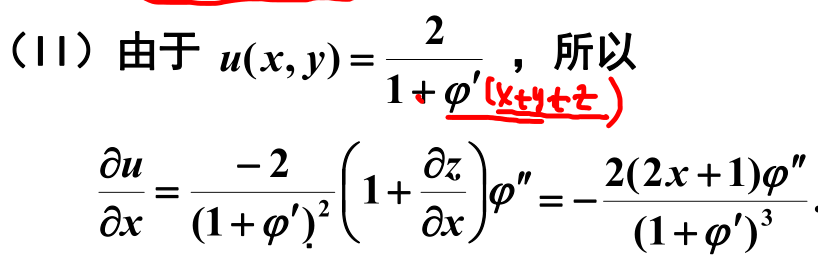 （II）由于 u(x, y) = 2 / (1 + φ′) (x+y+z) ，所以
∂u/∂x = −2/(1 + φ′)² (1 + ∂z/∂x) φ″ = − 2(2x + 1)φ″/(1 + φ′)³ .